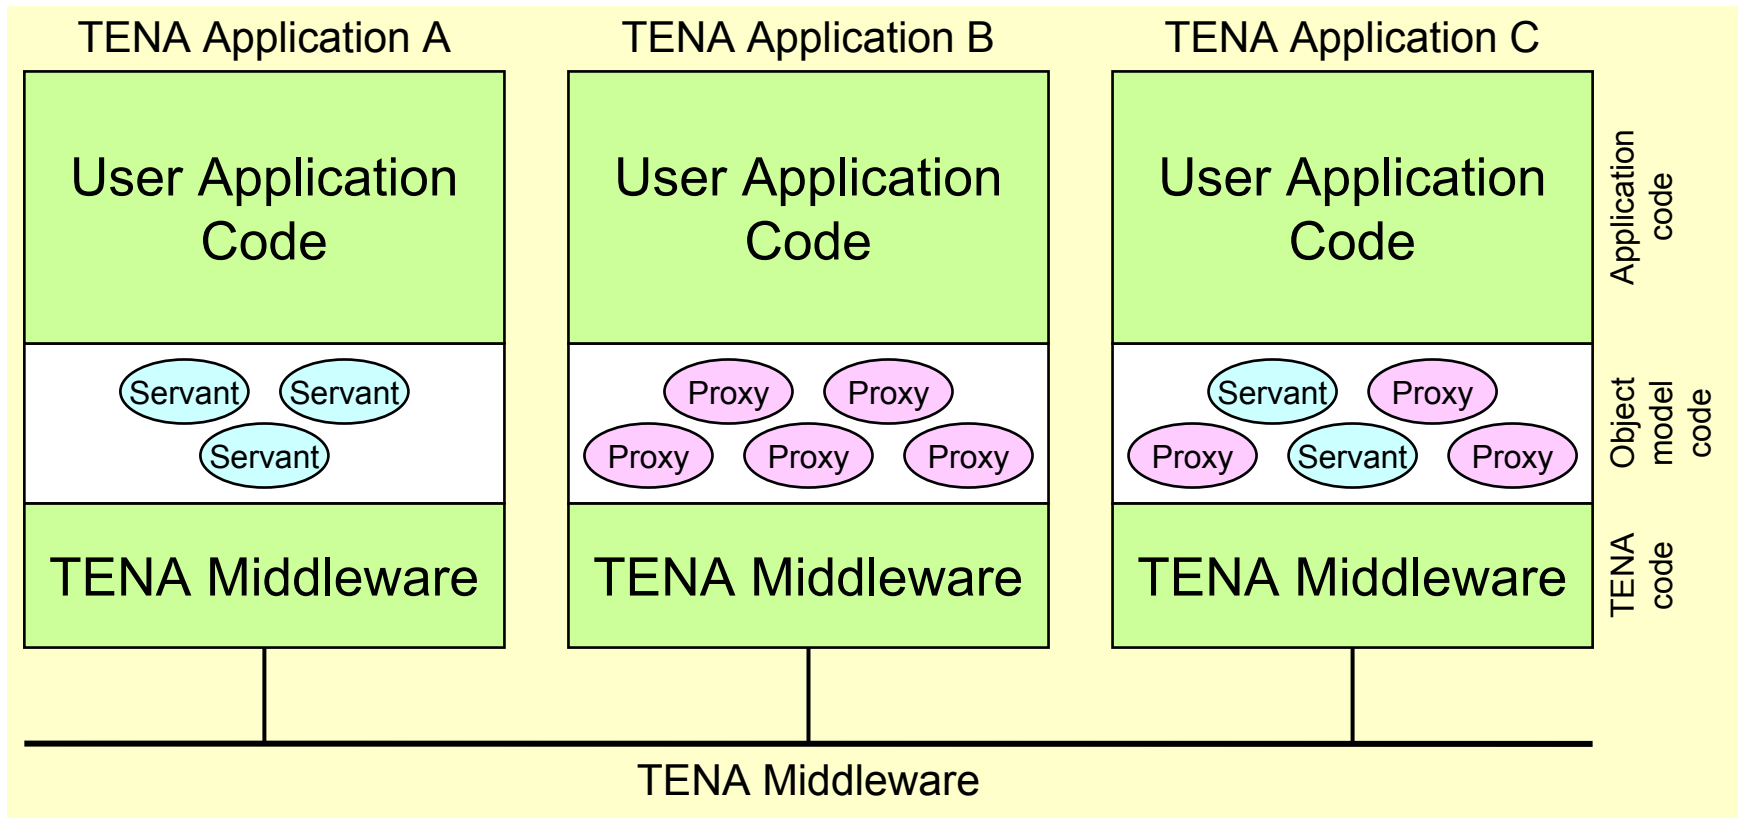 TENA Application A
TENA Application B
TENA Application C
User Application
Code
User Application
Code
User Application
Code
Application
code
Servant
Servant
Servant
Proxy
Proxy
Proxy
Proxy
Proxy
Servant
Proxy
Proxy
Servant
Proxy
Object
model
code
TENA Middleware
TENA Middleware
TENA Middleware
TENA
code
TENA Middleware